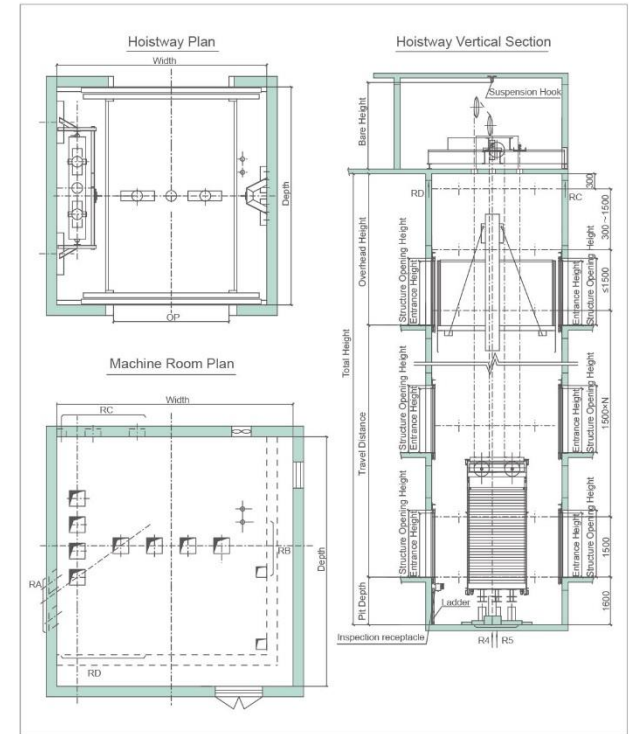 Hoistway Plan
Width
Depth
OP
Machine Room Plan
Width
RC
RA
RB
Depth
RD
Hoistway Vertical Section
Suspension Hook
Bare Height
RD
RC
300
300 ~1500
≤1500
Overhead Height
Structure Opening Height
Entrance Height
Entrance Height
Structure Opening Height
Total Height
Travel Distance
Structure Opening Height
Entrance Height
Entrance Height
Structure Opening Height
1500×N
Structure Opening Height
Entrance Height
Entrance Height
Structure Opening Height
1500
Pit Depth
Ladder
1600
Inspection receptacle
R4
R5